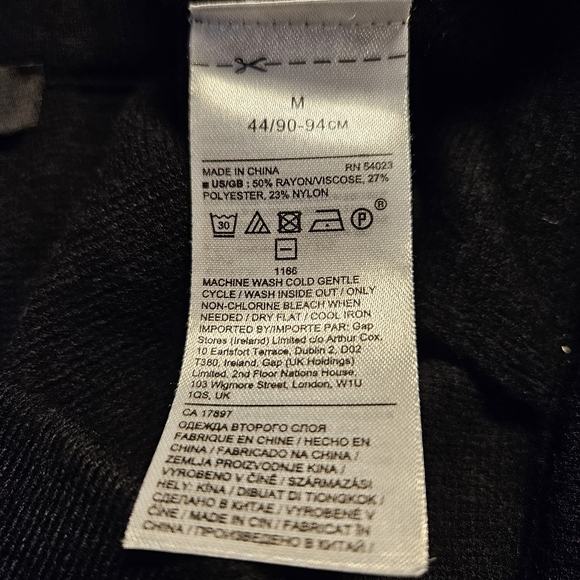 M
44/90-94CM
MADE IN CHINA RN 54023
■ US/GB : 50% RAYON/VISCOSE, 27%
POLYESTER, 23% NYLON
30 P ®
1166
MACHINE WASH COLD GENTLE
CYCLE / WASH INSIDE OUT / ONLY
NON-CHLORINE BLEACH WHEN
NEEDED / DRY FLAT / COOL IRON
IMPORTED BY/IMPORTE PAR: Gap
Stores (Ireland) Limited c/o Arthur Cox,
10 Earlsfort Terrace, Dublin 2, D02
T380, Ireland, Gap (UK Holdings)
Limited, 2nd Floor Nations House,
103 Wigmore Street, London, W1U
1QS, UK
CA 17897
ОДЕЖДА ВТОРОГО СЛОЯ
FABRIQUE EN CHINE / HECHO EN
CHINA / FABRICADO NA CHINA /
ZEMLJA PROIZVODNJE KINA /
VYROBENO V ČÍNĚ / SZÁRMAZÁSI
HELY: KÍNA / DIBUAT DI TIONGKOK /
СДЕЛАНО В КИТАЕ / VYROBENÉ V
ČÍNE / MADE IN CIN / FABRICAT ÎN
CHINA / ПРОИЗВЕДЕНО В КИТАЙ /